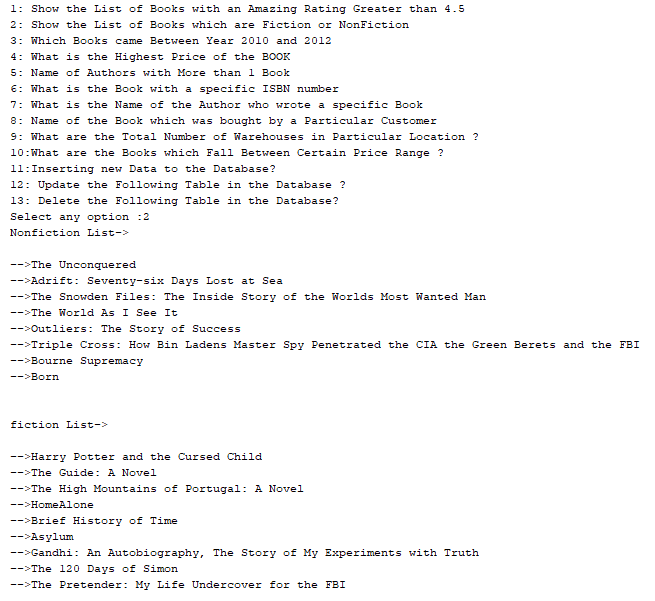 1: Show the List of Books with an Amazing Rating Greater than 4.5
2: Show the List of Books which are Fiction or NonFiction
3: Which Books came Between Year 2010 and 2012
4: What is the Highest Price of the BOOK
5: Name of Authors with More than 1 Book
6: What is the Book with a specific ISBN number
7: What is the Name of the Author who wrote a specific Book
8: Name of the Book which was bought by a Particular Customer
9: What are the Total Number of Warehouses in Particular Location ?
10:What are the Books which Fall Between Certain Price Range ?
11:Inserting new Data to the Database?
12: Update the Following Table in the Database ?
13: Delete the Following Table in the Database?
Select any option :2
Nonfiction List->
-->The Unconquered
-->Adrift: Seventy-six Days Lost at Sea
-->The Snowden Files: The Inside Story of the Worlds Most Wanted Man
-->The World As I See It
-->Outliers: The Story of Success
-->Triple Cross: How Bin Ladens Master Spy Penetrated the CIA the Green Berets and the FBI
-->Bourne Supremacy
-->Born
fiction List->
-->Harry Potter and the Cursed Child
-->The Guide: A Novel
-->The High Mountains of Portugal: A Novel
-->HomeAlone
-->Brief History of Time
-->Asylum
-->Gandhi: An Autobiography, The Story of My Experiments with Truth
-->The 120 Days of Simon
-->The Pretender: My Life Undercover for the FBI